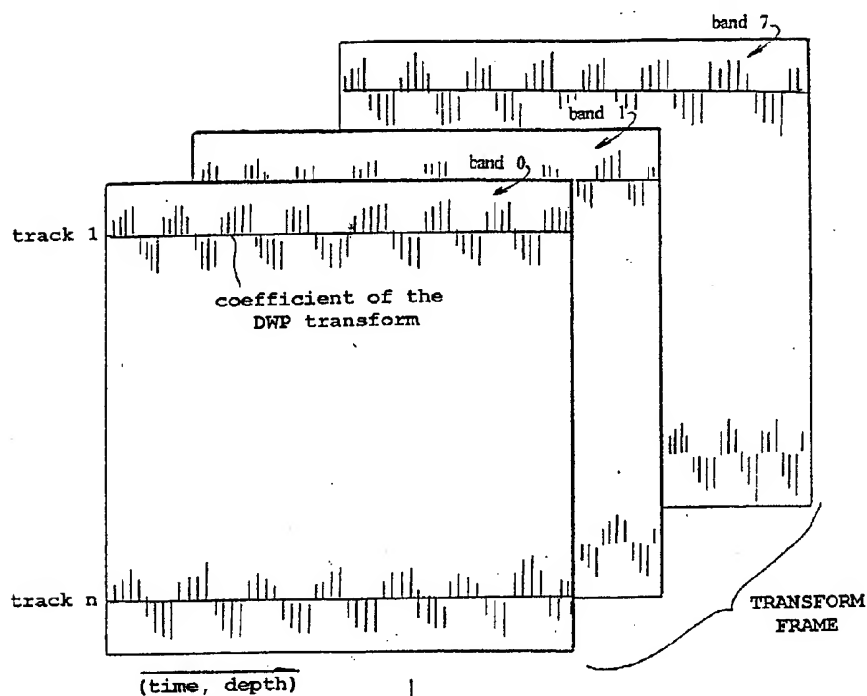 band 7
band 1
band 0
track 1
coefficient of the
DWP transform
track n
TRANSFORM
FRAME
(time, depth)